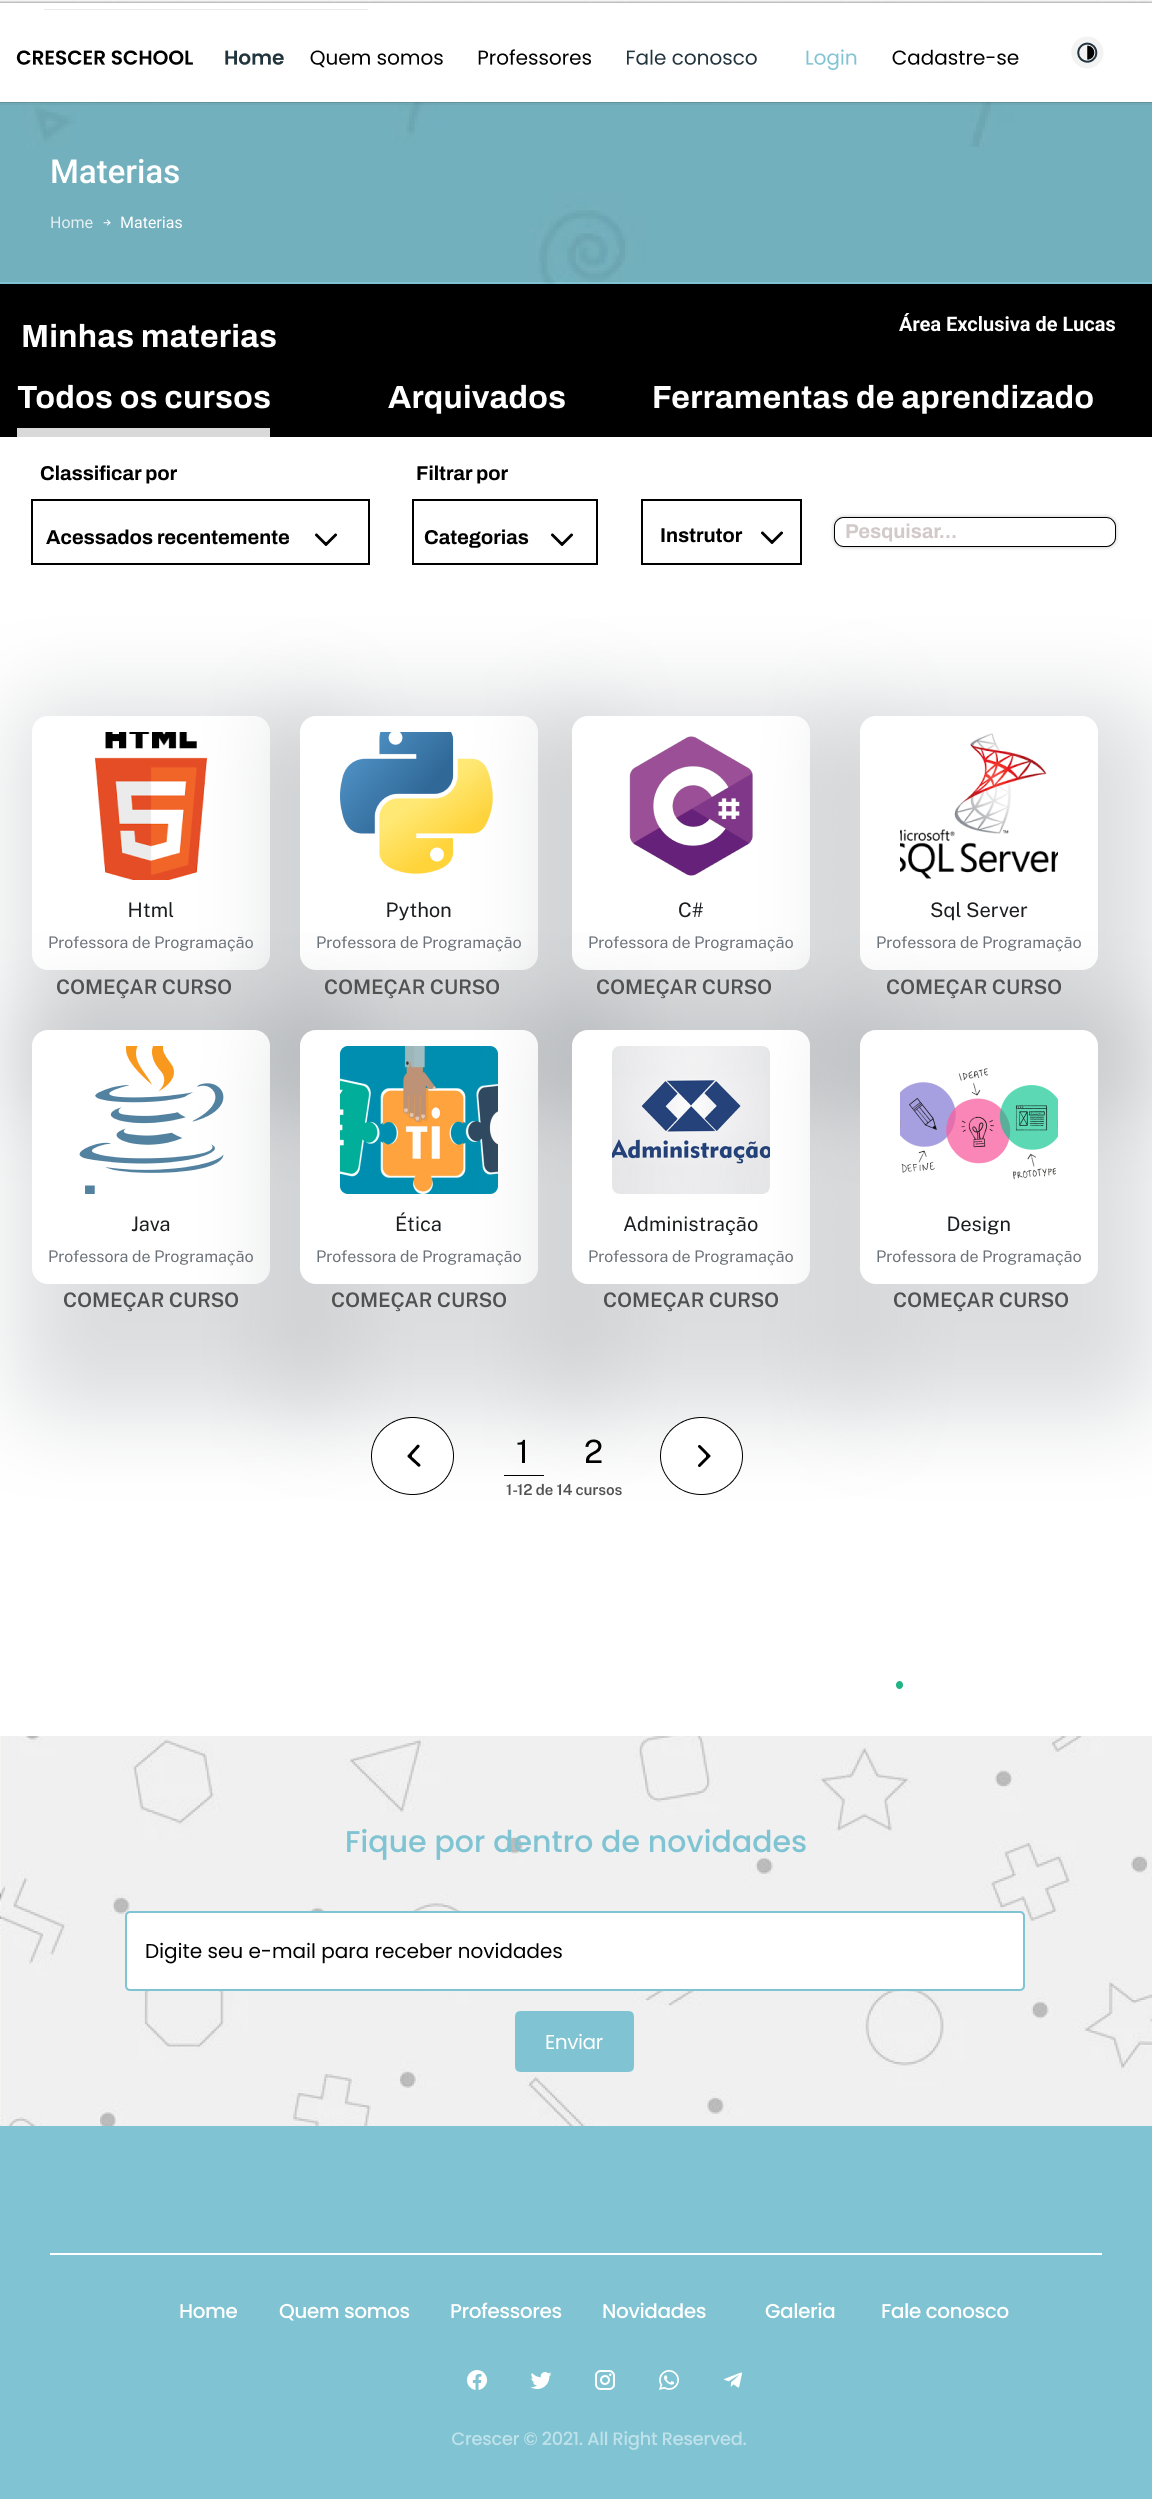 CRESCER SCHOOL Home Quem somos Professores Fale conosco Login Cadastre-se
Materias
Home → Materias
Minhas materias
Área Exclusiva de Lucas
Todos os cursos Arquivados Ferramentas de aprendizado
Classificar por Filtrar por
Acessados recentemente Categorias Instrutor Pesquisar...
HTML
5
C#
Microsoft®
SQL Server™
Html Python C# Sql Server
Professora de Programação Professora de Programação Professora de Programação Professora de Programação
COMEÇAR CURSO COMEÇAR CURSO COMEÇAR CURSO COMEÇAR CURSO
Ti
Administração
IDEATE
DEFINE
PROTOTYPE
Java Ética Administração Design
Professora de Programação Professora de Programação Professora de Programação Professora de Programação
COMEÇAR CURSO COMEÇAR CURSO COMEÇAR CURSO COMEÇAR CURSO
1 2
1-12 de 14 cursos
Fique por dentro de novidades
Digite seu e-mail para receber novidades
Enviar
Home Quem somos Professores Novidades Galeria Fale conosco
Crescer © 2021. All Right Reserved.